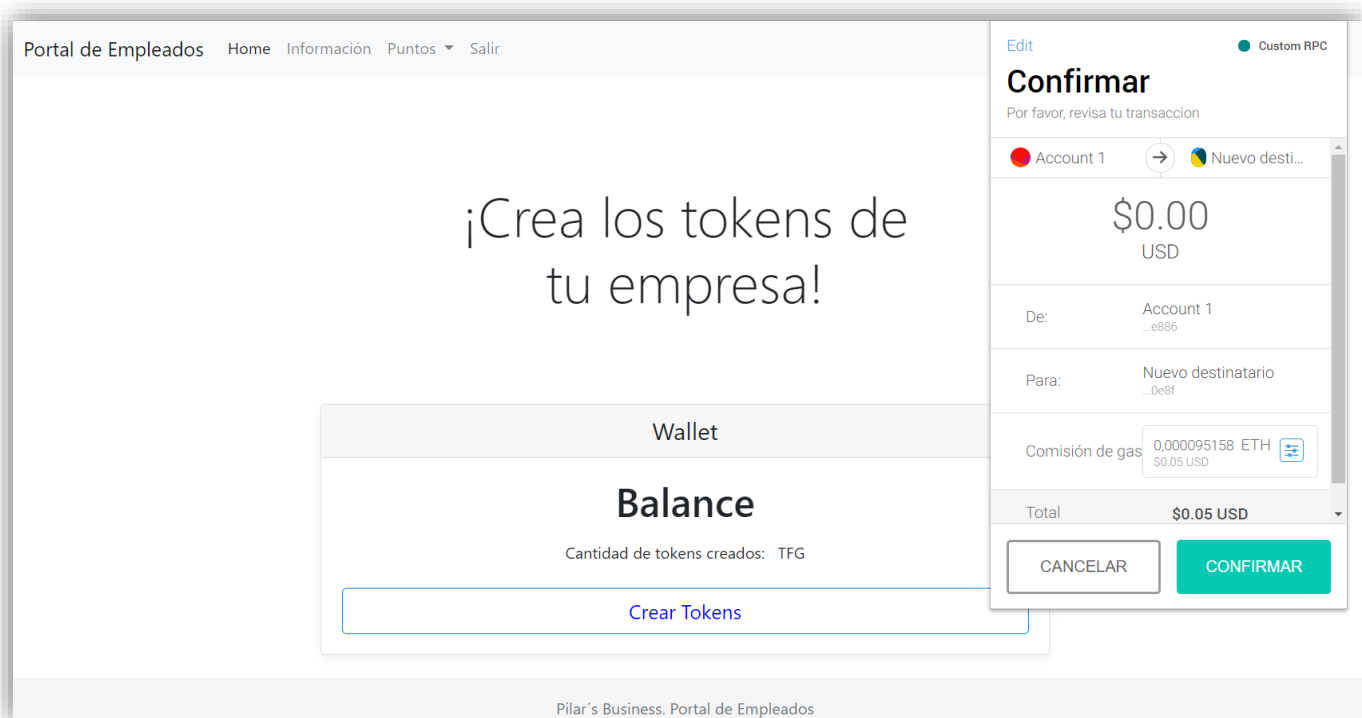 Portal de Empleados Home Información Puntos Salir
¡Crea los tokens de
tu empresa!
Wallet
Balance
Cantidad de tokens creados: TFG
Crear Tokens
Pilar´s Business. Portal de Empleados
Edit Custom RPC
Confirmar
Por favor, revisa tu transaccion
Account 1 Nuevo desti...
$0.00
USD
De: Account 1
...e886
Para: Nuevo destinatario
...0e8f
Comisión de gas 0,000095158 ETH
$0.05 USD
Total $0.05 USD
CANCELAR CONFIRMAR